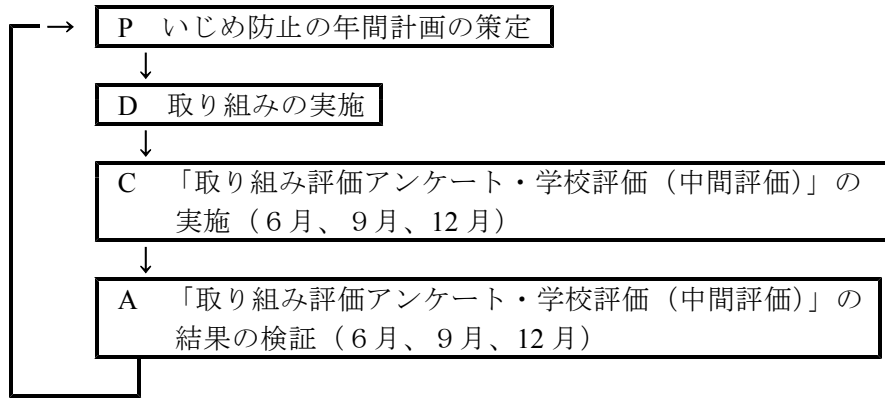 → P いじめ防止の年間計画の策定
↓
D 取り組みの実施
↓
C 「取り組み評価アンケート・学校評価（中間評価）」の
実施（６月、９月、12月）
↓
A 「取り組み評価アンケート・学校評価（中間評価）」の
結果の検証（６月、９月、12月）